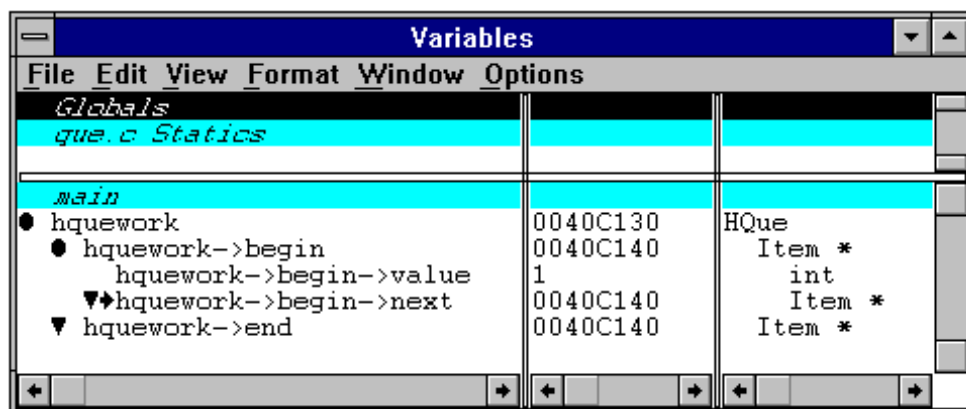 Variables
File Edit View Format Window Options
Globals
que.c Statics
main
hquework 0040C130 HQue
hquework->begin 0040C140 Item *
hquework->begin->value 1 int
hquework->begin->next 0040C140 Item *
hquework->end 0040C140 Item *